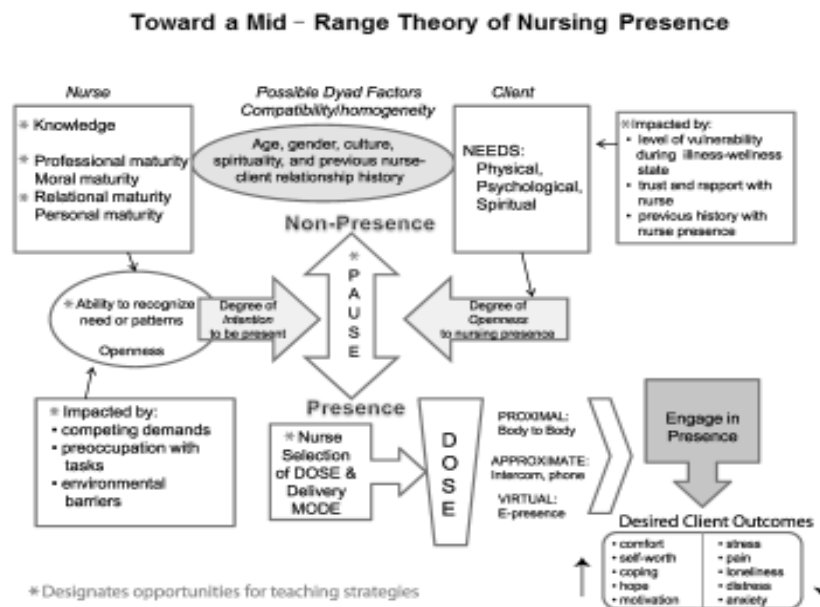 Toward a Mid – Range Theory of Nursing Presence
Nurse
Possible Dyad Factors
Compatibility/homogeneity
Client
* Knowledge
* Professional maturity
Moral maturity
* Relational maturity
Personal maturity
Age, gender, culture,
spirituality, and previous nurse-
client relationship history
NEEDS:
Physical,
Psychological,
Spiritual
* Impacted by:
• level of vulnerability
during illness-wellness
state
• trust and rapport with
nurse
• previous history with
nurse presence
Non-Presence
* PAUSE
* Ability to recognize
need or patterns
Openness
Degree of
Intention
to be present
Degree of
Openness
to nursing presence
Presence
* Impacted by:
• competing demands
• preoccupation with
tasks
• environmental
barriers
* Nurse
Selection
of DOSE &
Delivery
MODE
DOSE
PROXIMAL:
Body to Body
APPROXIMATE:
Intercom, phone
VIRTUAL:
E-presence
Engage in
Presence
Desired Client Outcomes
• comfort
• self-worth
• coping
• hope
• motivation
• stress
• pain
• loneliness
• distress
• anxiety
* Designates opportunities for teaching strategies